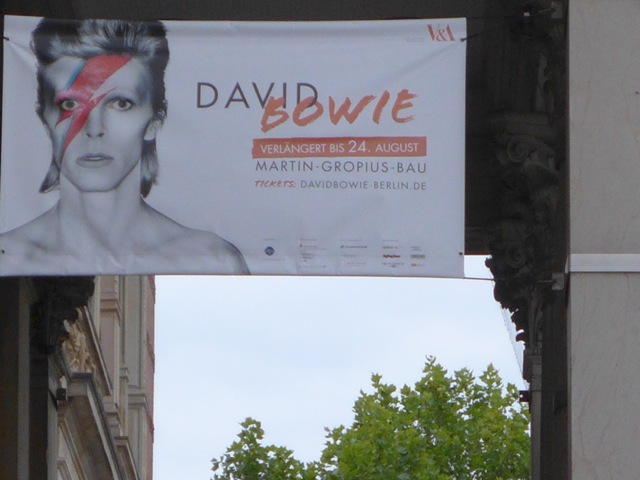 V&A
DAVID
BOWIE
VERLÄNGERT BIS 24. AUGUST
MARTIN-GROPIUS-BAU
TICKETS: DAVIDBOWIE-BERLIN.DE